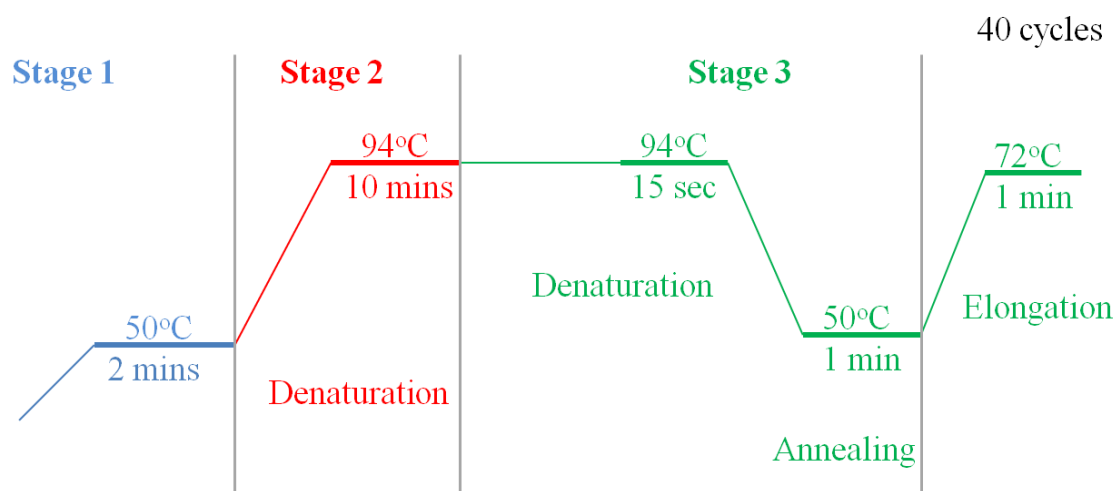 40 cycles
Stage 1
Stage 2
Stage 3
94°C
10 mins
94°C
15 sec
72°C
1 min
Denaturation
Elongation
50°C
2 mins
50°C
1 min
Denaturation
Annealing